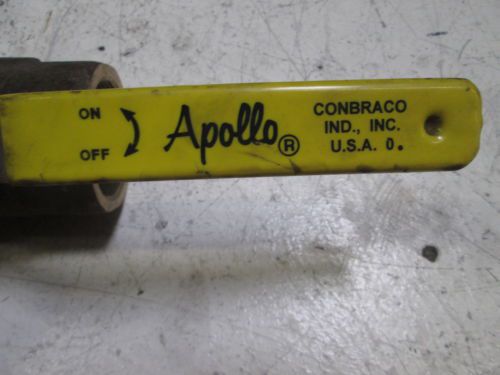 ON
OFF
Apollo®
CONBRACO
IND., INC.
U.S.A. 0.